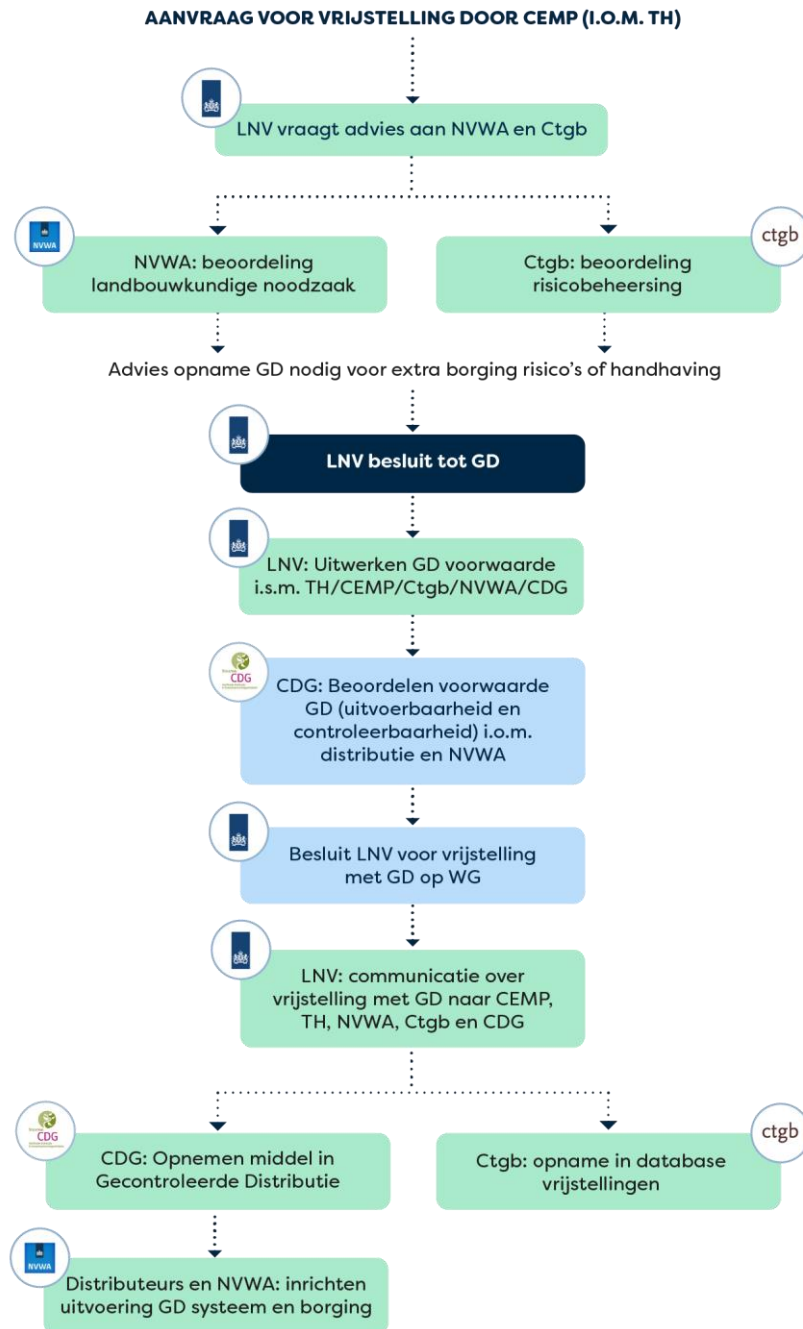 AANVRAAG VOOR VRIJSTELLING DOOR CEMP (I.O.M. TH)
LNV vraagt advies aan NVWA en Ctgb
NVWA
NVWA: beoordeling
landbouwkundige noodzaak
ctgb
Ctgb: beoordeling
risicobeheersing
Advies opname GD nodig voor extra borging risico's of handhaving
LNV besluit tot GD
LNV: Uitwerken GD voorwaarde
i.s.m. TH/CEMP/Ctgb/NVWA/CDG
CDG
CDG: Beoordelen voorwaarde
GD (uitvoerbaarheid en
controleerbaarheid) i.o.m.
distributie en NVWA
Besluit LNV voor vrijstelling
met GD op WG
LNV: communicatie over
vrijstelling met GD naar CEMP,
TH, NVWA, Ctgb en CDG
CDG
CDG: Opnemen middel in
Gecontroleerde Distributie
ctgb
Ctgb: opname in database
vrijstellingen
NVWA
Distributeurs en NVWA: inrichten
uitvoering GD systeem en borging